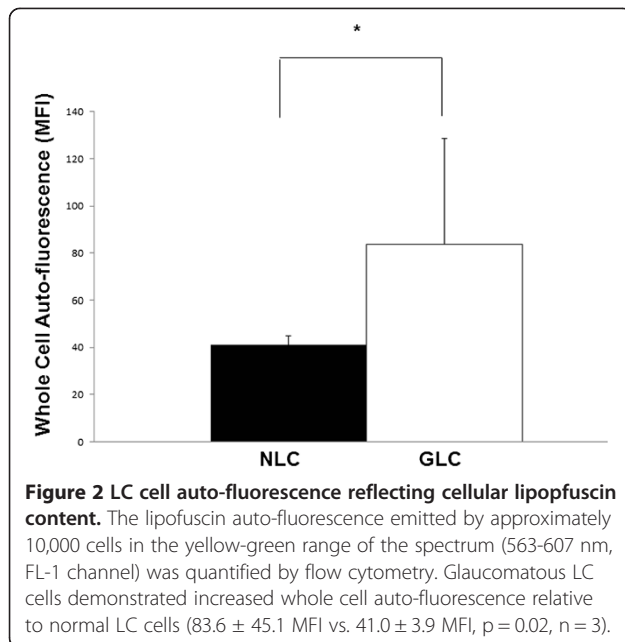 *
Whole Cell Auto-fluorescence (MFI)
140
120
100
80
60
40
20
0
NLC GLC
Figure 2 LC cell auto-fluorescence reflecting cellular lipopfuscin
content. The lipofuscin auto-fluorescence emitted by approximately
10,000 cells in the yellow-green range of the spectrum (563-607 nm,
FL-1 channel) was quantified by flow cytometry. Glaucomatous LC
cells demonstrated increased whole cell auto-fluorescence relative
to normal LC cells (83.6 ± 45.1 MFI vs. 41.0 ± 3.9 MFI, p = 0.02, n = 3).